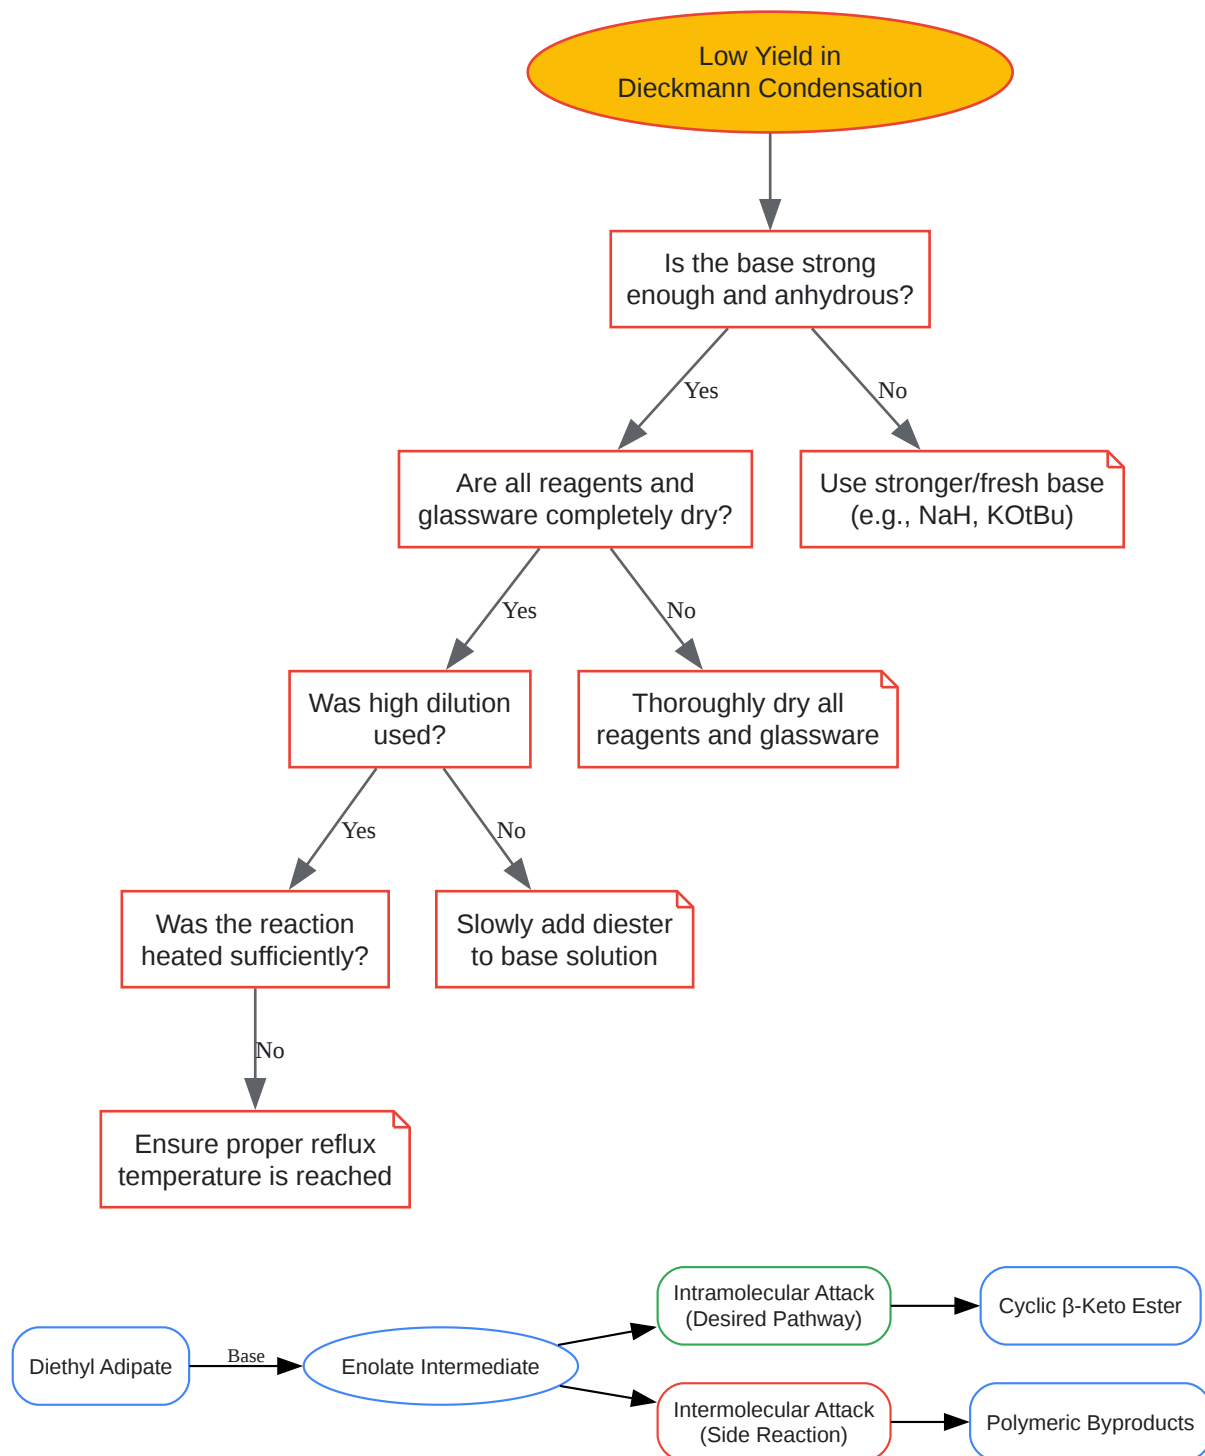 Low Yield in
Dieckmann Condensation
Is the base strong
enough and anhydrous?
Yes
No
Are all reagents and
glassware completely dry?
Use stronger/fresh base
(e.g., NaH, KOtBu)
Yes
No
Was high dilution
used?
Thoroughly dry all
reagents and glassware
Yes
No
Was the reaction
heated sufficiently?
Slowly add diester
to base solution
No
Ensure proper reflux
temperature is reached
Diethyl Adipate
Base
Enolate Intermediate
Intramolecular Attack
(Desired Pathway)
Cyclic β-Keto Ester
Intermolecular Attack
(Side Reaction)
Polymeric Byproducts